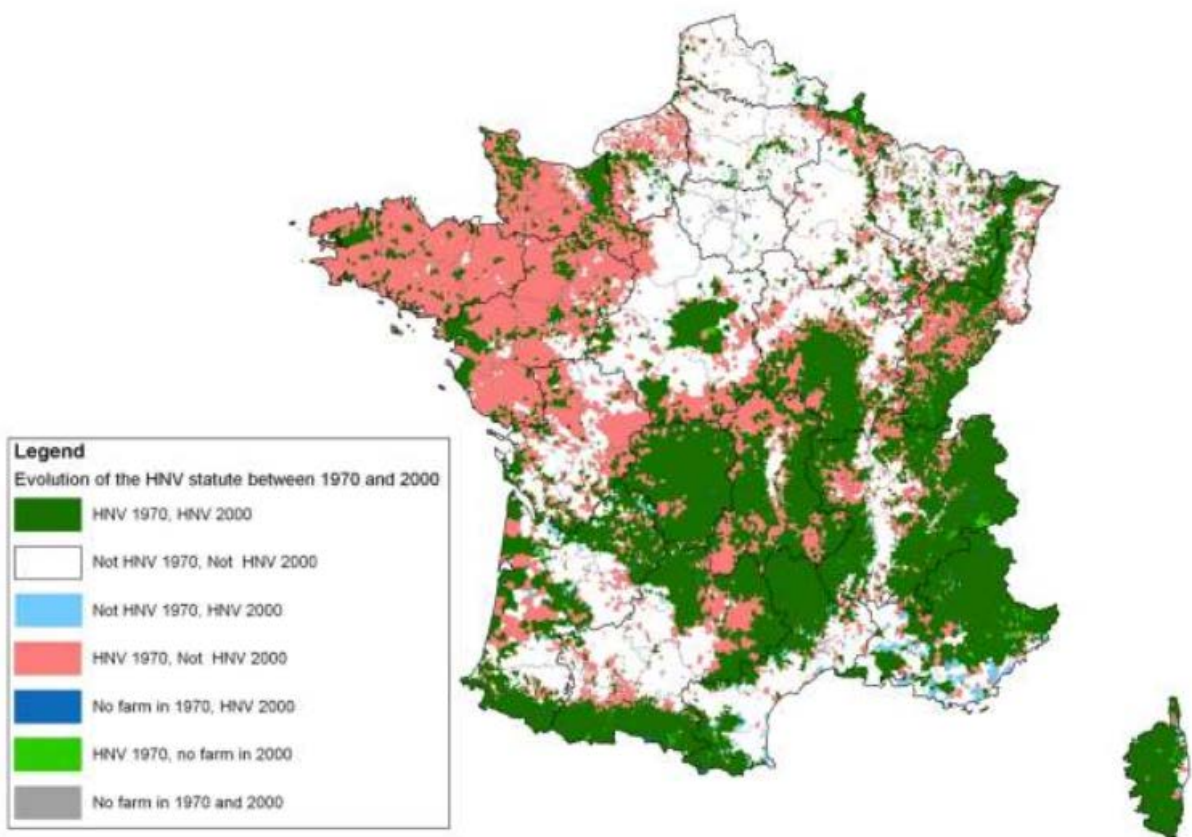 Legend
Evolution of the HNV statute between 1970 and 2000
HNV 1970, HNV 2000
Not HNV 1970, Not HNV 2000
Not HNV 1970, HNV 2000
HNV 1970, Not HNV 2000
No farm in 1970, HNV 2000
HNV 1970, no farm in 2000
No farm in 1970 and 2000